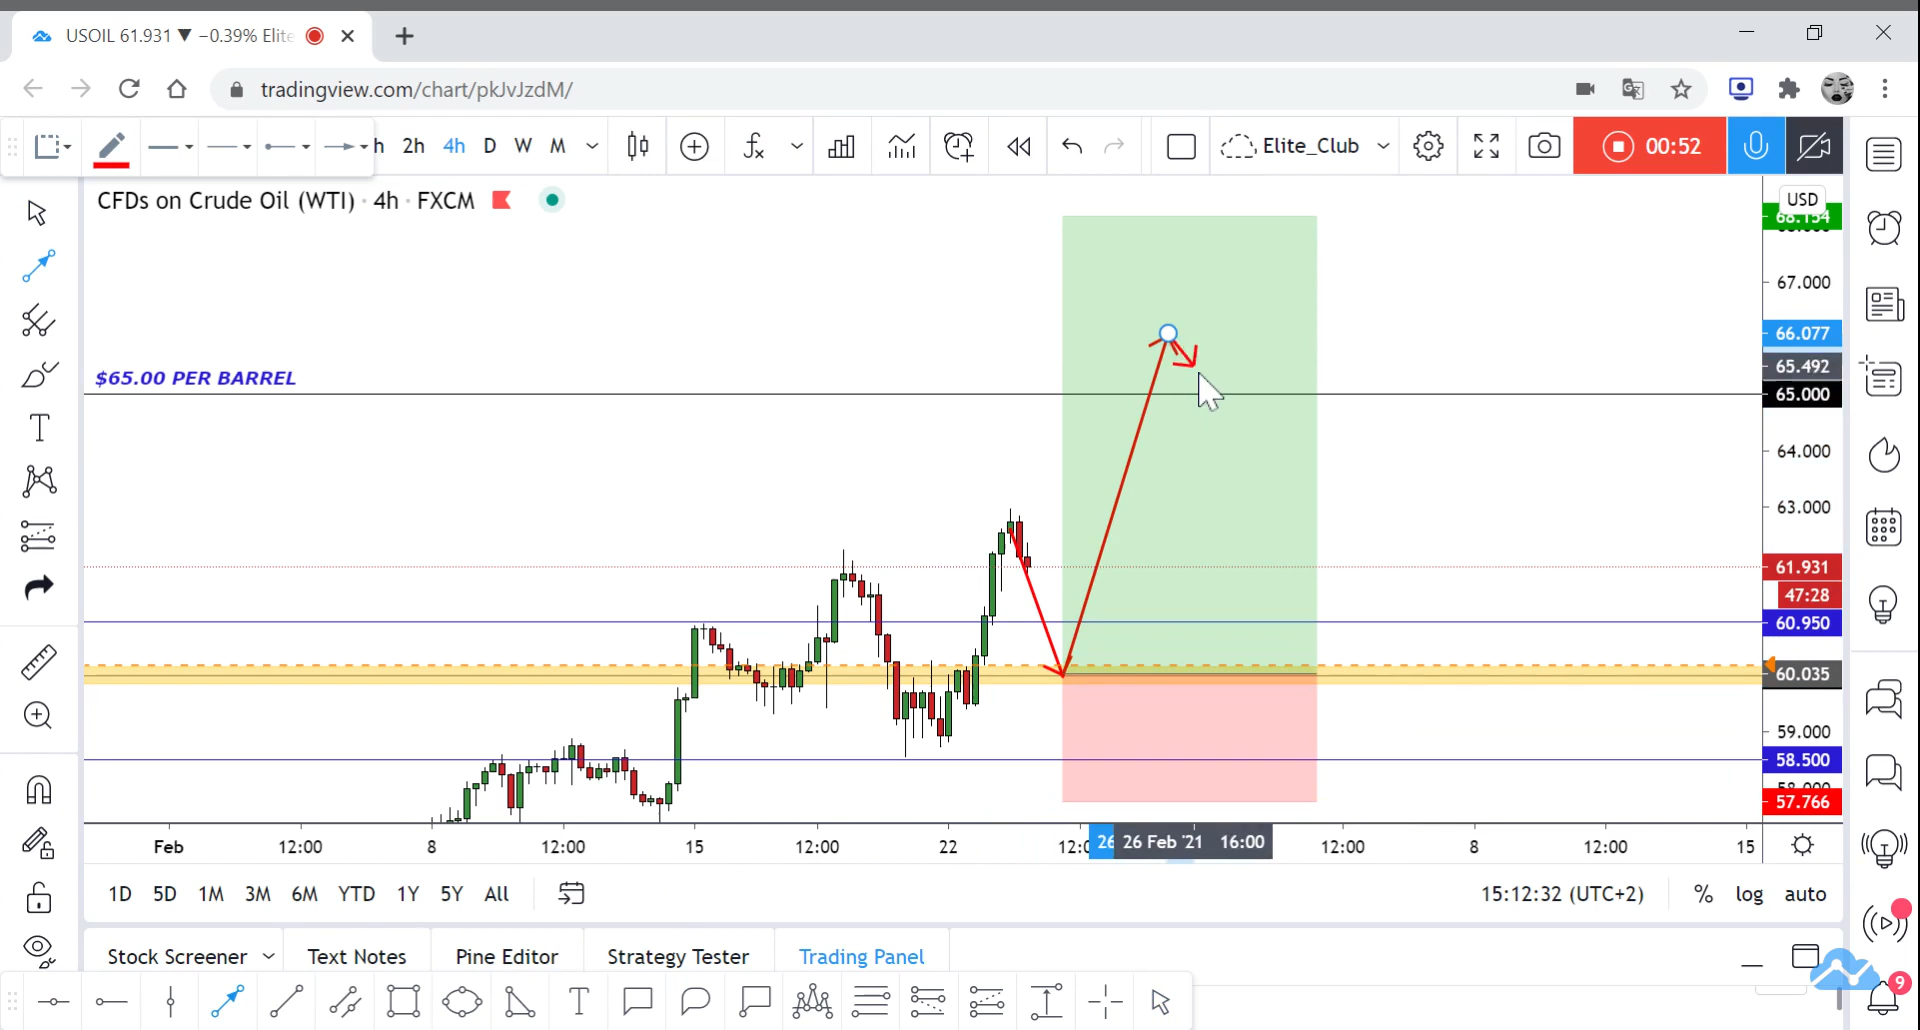 USOIL 61.931 ▼ −0.39% Elite
tradingview.com/chart/pkJvJzdM/
h 2h 4h D W M Elite_Club 00:52
CFDs on Crude Oil (WTI) · 4h · FXCM
USD
68.154
67.000
66.077
65.492
$65.00 PER BARREL
65.000
64.000
63.000
61.931
47:28
60.950
60.035
59.000
58.500
57.766
Feb 12:00 8 12:00 15 12:00 22 26 26 Feb '21 16:00 12:00 8 12:00 15
1D 5D 1M 3M 6M YTD 1Y 5Y All 15:12:32 (UTC+2) % log auto
Stock Screener Text Notes Pine Editor Strategy Tester Trading Panel
T
9